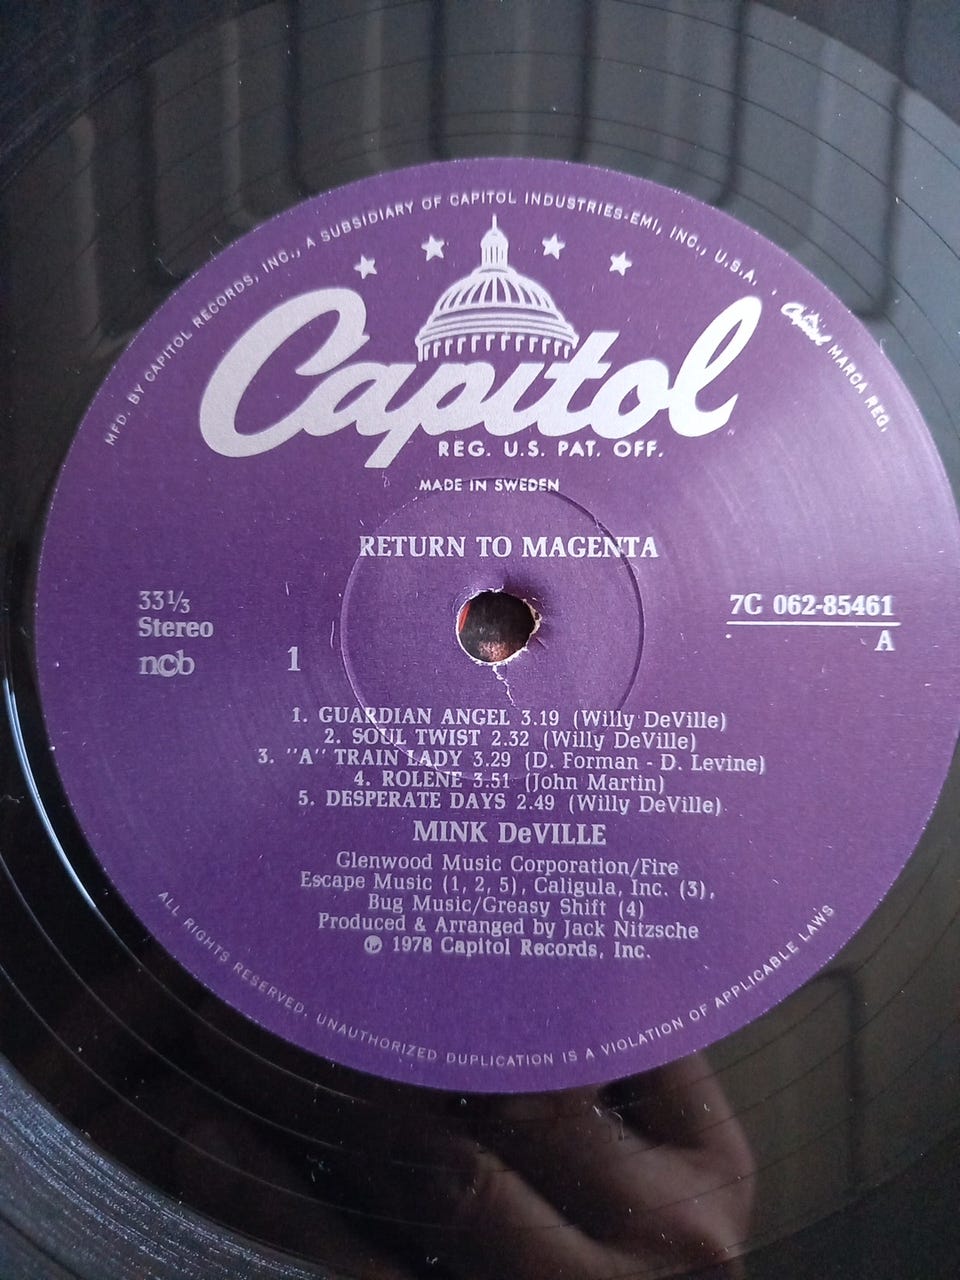 MFD. BY CAPITOL RECORDS, INC., A SUBSIDIARY OF CAPITOL INDUSTRIES-EMI, INC., U.S.A. . Capitol MARCA REG.
Capitol
REG. U.S. PAT. OFF.
MADE IN SWEDEN
RETURN TO MAGENTA
33⅓
Stereo
ncb
1
7C 062-85461
A
1. GUARDIAN ANGEL 3.19 (Willy DeVille)
2. SOUL TWIST 2.32 (Willy DeVille)
3. "A" TRAIN LADY 3.29 (D. Forman - D. Levine)
4. ROLENE 3.51 (John Martin)
5. DESPERATE DAYS 2.49 (Willy DeVille)
MINK DeVILLE
Glenwood Music Corporation/Fire
Escape Music (1, 2, 5), Caligula, Inc. (3),
Bug Music/Greasy Shift (4)
Produced & Arranged by Jack Nitzsche
℗ 1978 Capitol Records, Inc.
ALL RIGHTS RESERVED. UNAUTHORIZED DUPLICATION IS A VIOLATION OF APPLICABLE LAWS